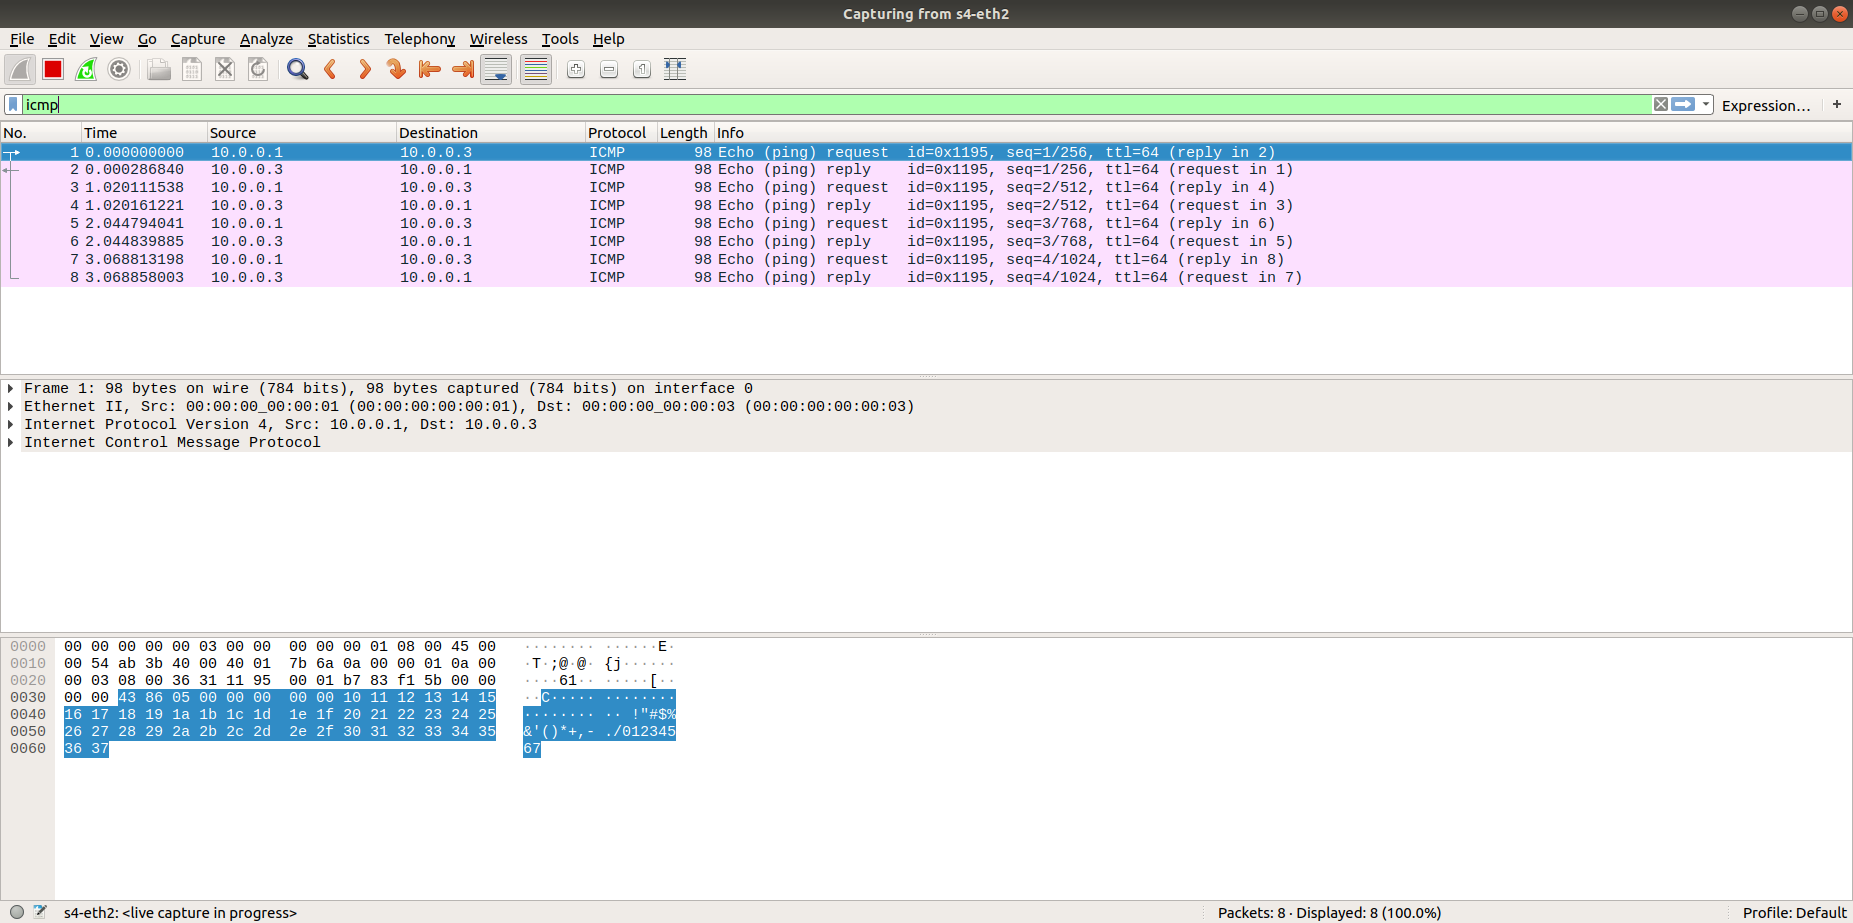 Capturing from s4-eth2
File Edit View Go Capture Analyze Statistics Telephony Wireless Tools Help
icmp Expression… +
No. Time Source Destination Protocol Length Info
1 0.000000000 10.0.0.1 10.0.0.3 ICMP 98 Echo (ping) request id=0x1195, seq=1/256, ttl=64 (reply in 2)
2 0.000286840 10.0.0.3 10.0.0.1 ICMP 98 Echo (ping) reply id=0x1195, seq=1/256, ttl=64 (request in 1)
3 1.020111538 10.0.0.1 10.0.0.3 ICMP 98 Echo (ping) request id=0x1195, seq=2/512, ttl=64 (reply in 4)
4 1.020161221 10.0.0.3 10.0.0.1 ICMP 98 Echo (ping) reply id=0x1195, seq=2/512, ttl=64 (request in 3)
5 2.044794041 10.0.0.1 10.0.0.3 ICMP 98 Echo (ping) request id=0x1195, seq=3/768, ttl=64 (reply in 6)
6 2.044839885 10.0.0.3 10.0.0.1 ICMP 98 Echo (ping) reply id=0x1195, seq=3/768, ttl=64 (request in 5)
7 3.068813198 10.0.0.1 10.0.0.3 ICMP 98 Echo (ping) request id=0x1195, seq=4/1024, ttl=64 (reply in 8)
8 3.068858003 10.0.0.3 10.0.0.1 ICMP 98 Echo (ping) reply id=0x1195, seq=4/1024, ttl=64 (request in 7)
Frame 1: 98 bytes on wire (784 bits), 98 bytes captured (784 bits) on interface 0
Ethernet II, Src: 00:00:00_00:00:01 (00:00:00:00:00:01), Dst: 00:00:00_00:00:03 (00:00:00:00:00:03)
Internet Protocol Version 4, Src: 10.0.0.1, Dst: 10.0.0.3
Internet Control Message Protocol
0000 00 00 00 00 00 03 00 00 00 00 00 01 08 00 45 00 ········ ······E·
0010 00 54 ab 3b 40 00 40 01 7b 6a 0a 00 00 01 0a 00 ·T·;@·@· {j······
0020 00 03 08 00 36 31 11 95 00 01 b7 83 f1 5b 00 00 ····61·· ·····[··
0030 00 00 43 86 05 00 00 00 00 00 10 11 12 13 14 15 ··C····· ········
0040 16 17 18 19 1a 1b 1c 1d 1e 1f 20 21 22 23 24 25 ········ ·· !"#$%
0050 26 27 28 29 2a 2b 2c 2d 2e 2f 30 31 32 33 34 35 &'()*+,- ./012345
0060 36 37 67
s4-eth2: <live capture in progress> Packets: 8 · Displayed: 8 (100.0%) Profile: Default